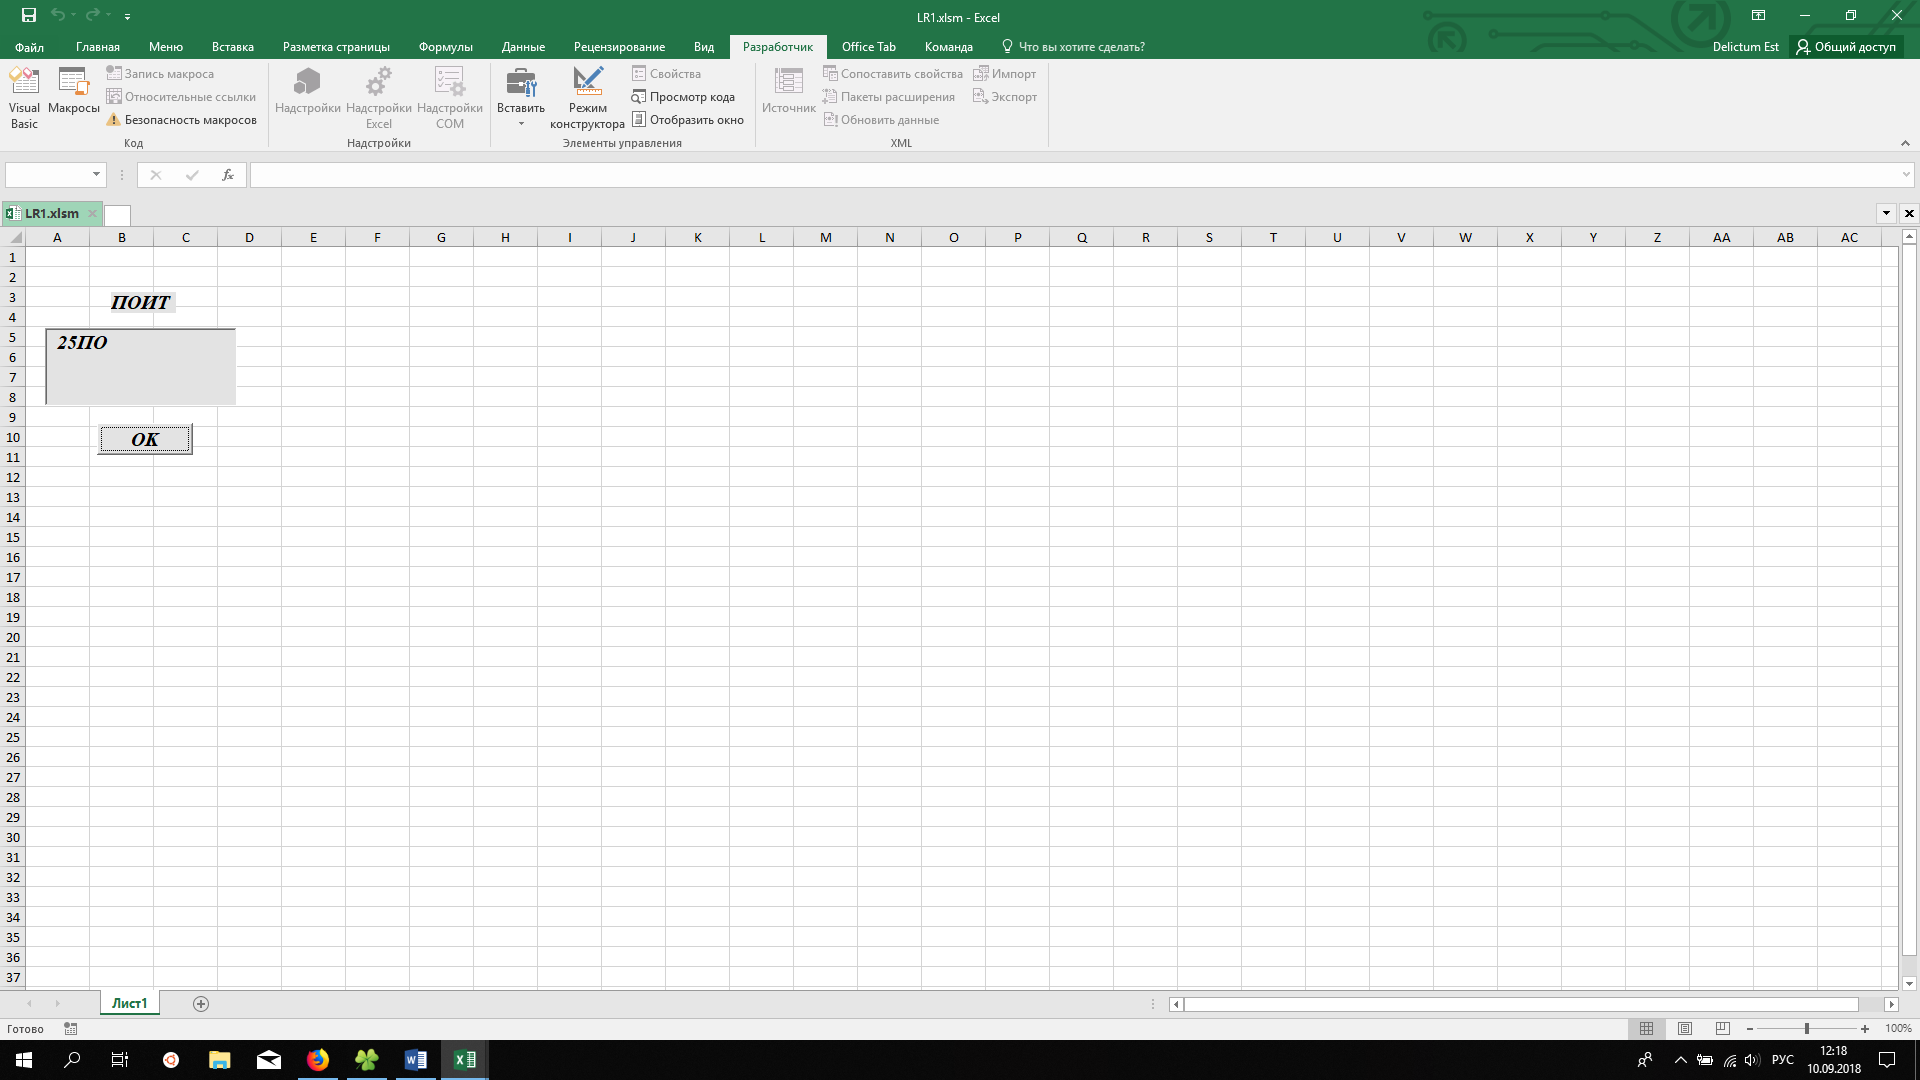 LR1.xlsm - Excel
Файл Главная Меню Вставка Разметка страницы Формулы Данные Рецензирование Вид Разработчик Office Tab Команда Что вы хотите сделать? Delictum Est Общий доступ
Visual Basic
Макросы
Запись макроса
Относительные ссылки
Безопасность макросов
Код
Надстройки
Надстройки Excel
Надстройки COM
Надстройки
Вставить
Режим конструктора
Свойства
Просмотр кода
Отобразить окно
Элементы управления
Источник
Сопоставить свойства
Пакеты расширения
Обновить данные
Импорт
Экспорт
XML
fx
LR1.xlsm
A B C D E F G H I J K L M N O P Q R S T U V W X Y Z AA AB AC
1
2
3
ПОИТ
4
5
25ПО
6
7
8
9
10
ОК
11
12
13
14
15
16
17
18
19
20
21
22
23
24
25
26
27
28
29
30
31
32
33
34
35
36
37
Лист1
Готово
100%
РУС
12:18
10.09.2018